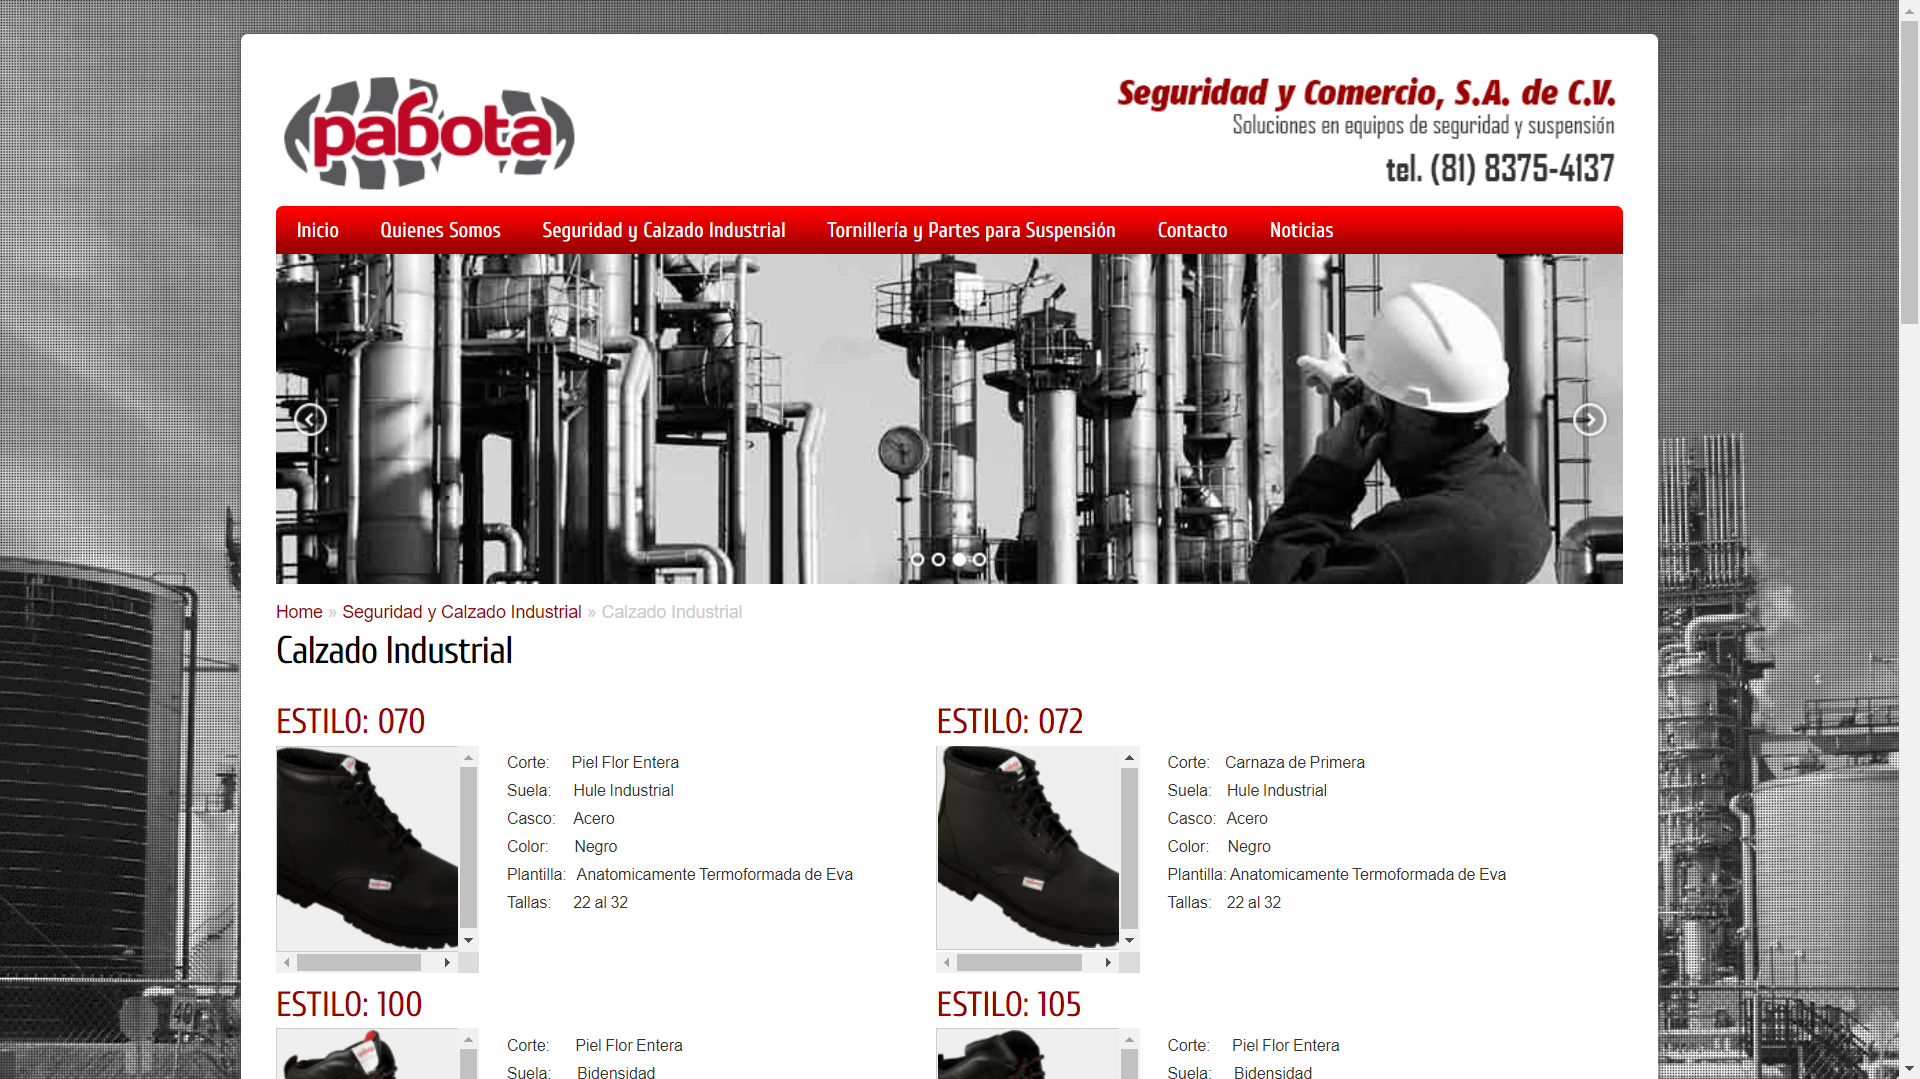 pabota
Seguridad y Comercio, S.A. de C.V.
Soluciones en equipos de seguridad y suspensión
tel. (81) 8375-4137
Inicio Quienes Somos Seguridad y Calzado Industrial Tornillería y Partes para Suspensión Contacto Noticias
Home » Seguridad y Calzado Industrial » Calzado Industrial
Calzado Industrial
ESTILO: 070
Corte: Piel Flor Entera
Suela: Hule Industrial
Casco: Acero
Color: Negro
Plantilla: Anatomicamente Termoformada de Eva
Tallas: 22 al 32
ESTILO: 072
Corte: Carnaza de Primera
Suela: Hule Industrial
Casco: Acero
Color: Negro
Plantilla: Anatomicamente Termoformada de Eva
Tallas: 22 al 32
ESTILO: 100
Corte: Piel Flor Entera
Suela: Bidensidad
ESTILO: 105
Corte: Piel Flor Entera
Suela: Bidensidad